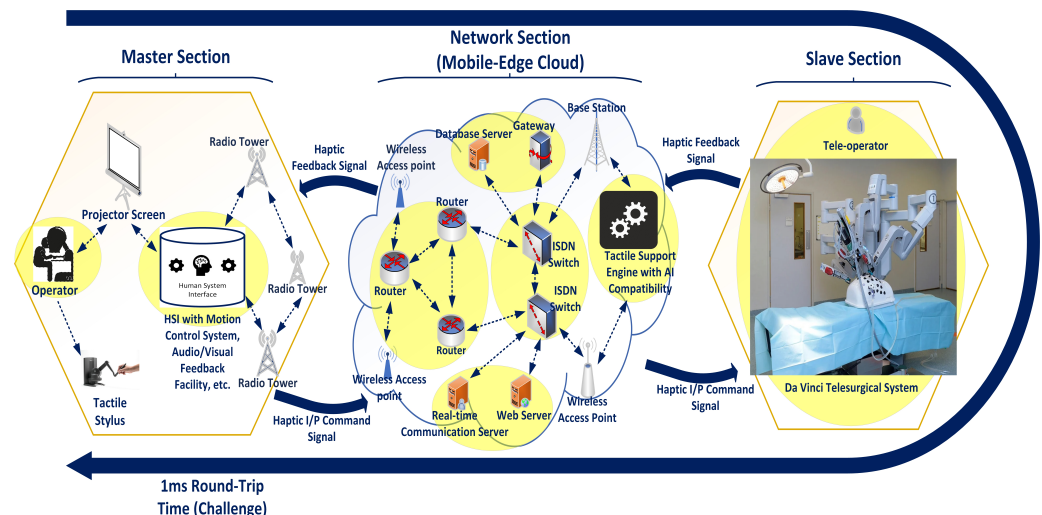 Master Section
Network Section
(Mobile-Edge Cloud)
Slave Section
Radio Tower
Projector Screen
Operator
Human System
Interface
HSI with Motion
Control System,
Audio/Visual
Feedback
Facility, etc.
Radio Tower
Radio Tower
Tactile
Stylus
Haptic
Feedback Signal
Haptic I/P Command
Signal
Wireless
Access point
Database Server
Gateway
Base Station
Router
Router
Router
ISDN
Switch
ISDN
Switch
Tactile Support
Engine with AI
Compatibility
Wireless Access
point
Real-time
Communication Server
Web Server
Wireless
Access Point
Haptic Feedback
Signal
Haptic I/P Command
Signal
Tele-operator
Da Vinci Telesurgical System
1ms Round-Trip
Time (Challenge)